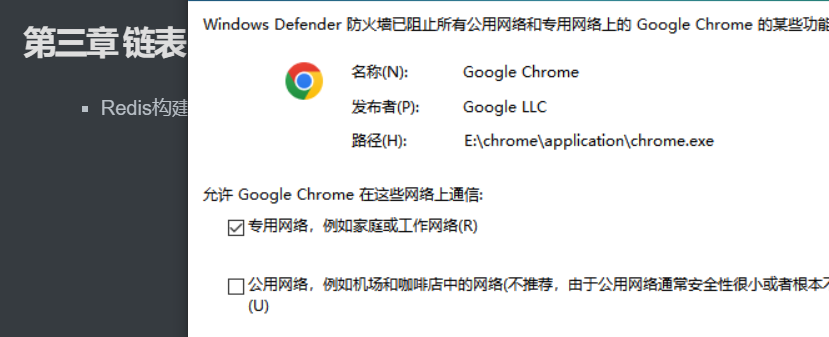 第三章 链表
Redis构建
Windows Defender 防火墙已阻止所有公用网络和专用网络上的 Google Chrome 的某些功能
名称(N): Google Chrome
发布者(P): Google LLC
路径(H): E:\chrome\application\chrome.exe
允许 Google Chrome 在这些网络上通信:
专用网络，例如家庭或工作网络(R)
公用网络，例如机场和咖啡店中的网络(不推荐，由于公用网络通常安全性很小或者根本不
(U)